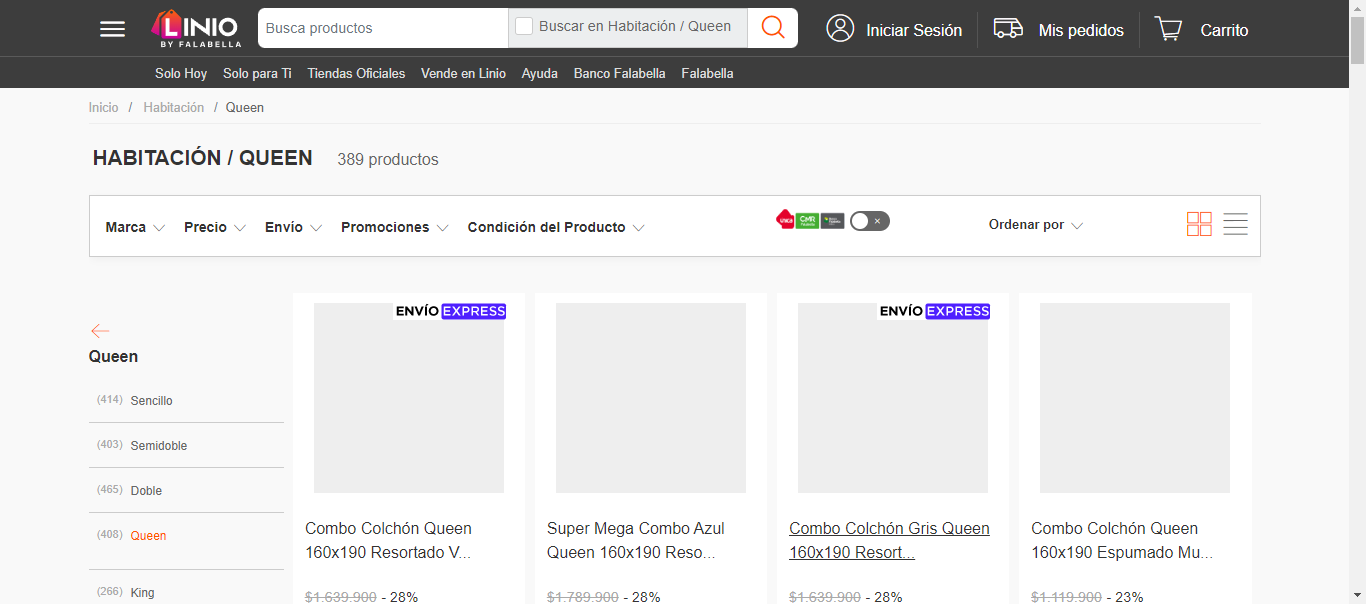 LINIO
BY FALABELLA
Busca productos
Buscar en Habitación / Queen
Iniciar Sesión
Mis pedidos
Carrito
Solo Hoy
Solo para Ti
Tiendas Oficiales
Vende en Linio
Ayuda
Banco Falabella
Falabella
Inicio / Habitación / Queen
HABITACIÓN / QUEEN
389 productos
Marca
Precio
Envío
Promociones
Condición del Producto
CMR
Ordenar por
Queen
(414) Sencillo
(403) Semidoble
(465) Doble
(408) Queen
(266) King
ENVÍO EXPRESS
Combo Colchón Queen
160x190 Resortado V...
$1.639.900 - 28%
Super Mega Combo Azul
Queen 160x190 Reso...
$1.789.900 - 28%
ENVÍO EXPRESS
Combo Colchón Gris Queen
160x190 Resort...
$1.639.900 - 28%
Combo Colchón Queen
160x190 Espumado Mu...
$1.119.900 - 23%